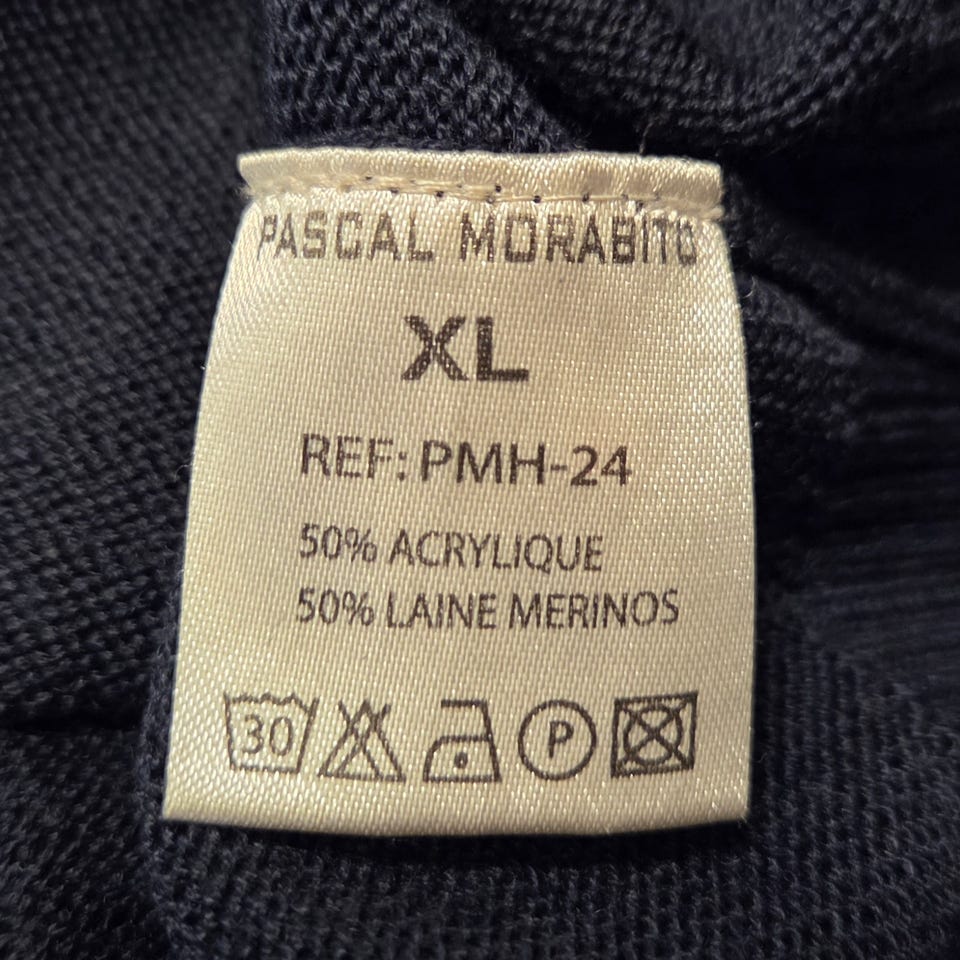 PASCAL MORABITO
XL
REF: PMH-24
50% ACRYLIQUE
50% LAINE MERINOS
30 P